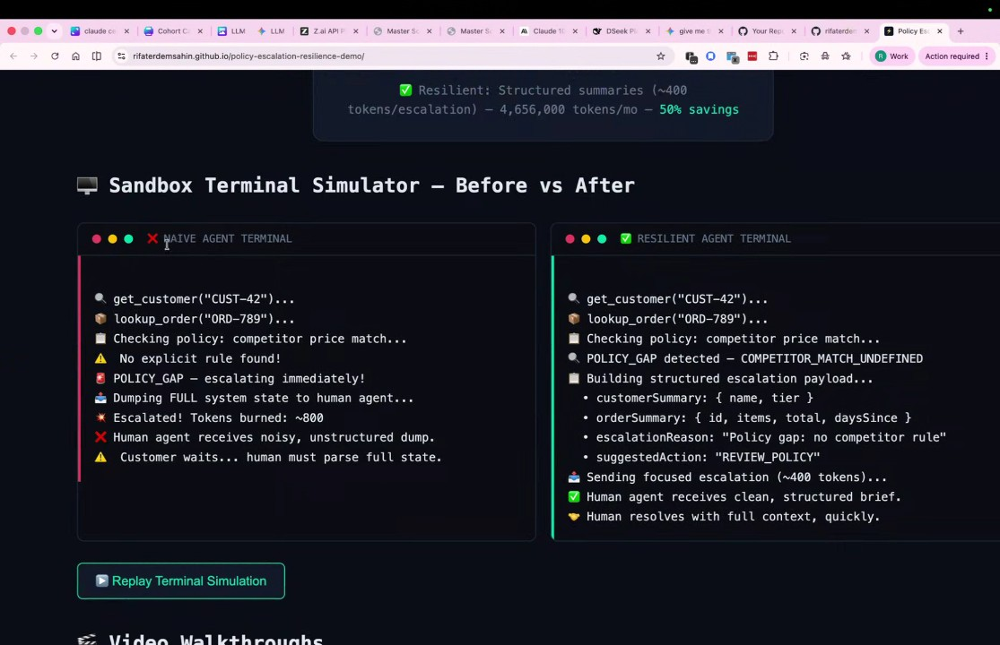 claude co
Cohort C
LLM
LLM
Z.ai API P
Master Sc
Master Sc
Claude 1
DSeek Pl
give me t
Your Rep
rifaterdem
Policy Esc
rifaterdemsahin.github.io/policy-escalation-resilience-demo/
Work
Action required
✅ Resilient: Structured summaries (~400
tokens/escalation) — 4,656,000 tokens/mo — 50% savings
🖥️ Sandbox Terminal Simulator — Before vs After
❌ NAIVE AGENT TERMINAL
🔍 get_customer("CUST-42")...
📦 lookup_order("ORD-789")...
📋 Checking policy: competitor price match...
⚠️ No explicit rule found!
🚨 POLICY_GAP — escalating immediately!
📤 Dumping FULL system state to human agent...
💥 Escalated! Tokens burned: ~800
❌ Human agent receives noisy, unstructured dump.
⚠️ Customer waits... human must parse full state.
✅ RESILIENT AGENT TERMINAL
🔍 get_customer("CUST-42")...
📦 lookup_order("ORD-789")...
📋 Checking policy: competitor price match...
🔍 POLICY_GAP detected — COMPETITOR_MATCH_UNDEFINED
📋 Building structured escalation payload...
• customerSummary: { name, tier }
• orderSummary: { id, items, total, daysSince }
• escalationReason: "Policy gap: no competitor rule"
• suggestedAction: "REVIEW_POLICY"
📤 Sending focused escalation (~400 tokens)...
✅ Human agent receives clean, structured brief.
🤝 Human resolves with full context, quickly.
▶️ Replay Terminal Simulation
🎬 Video Walkthroughs